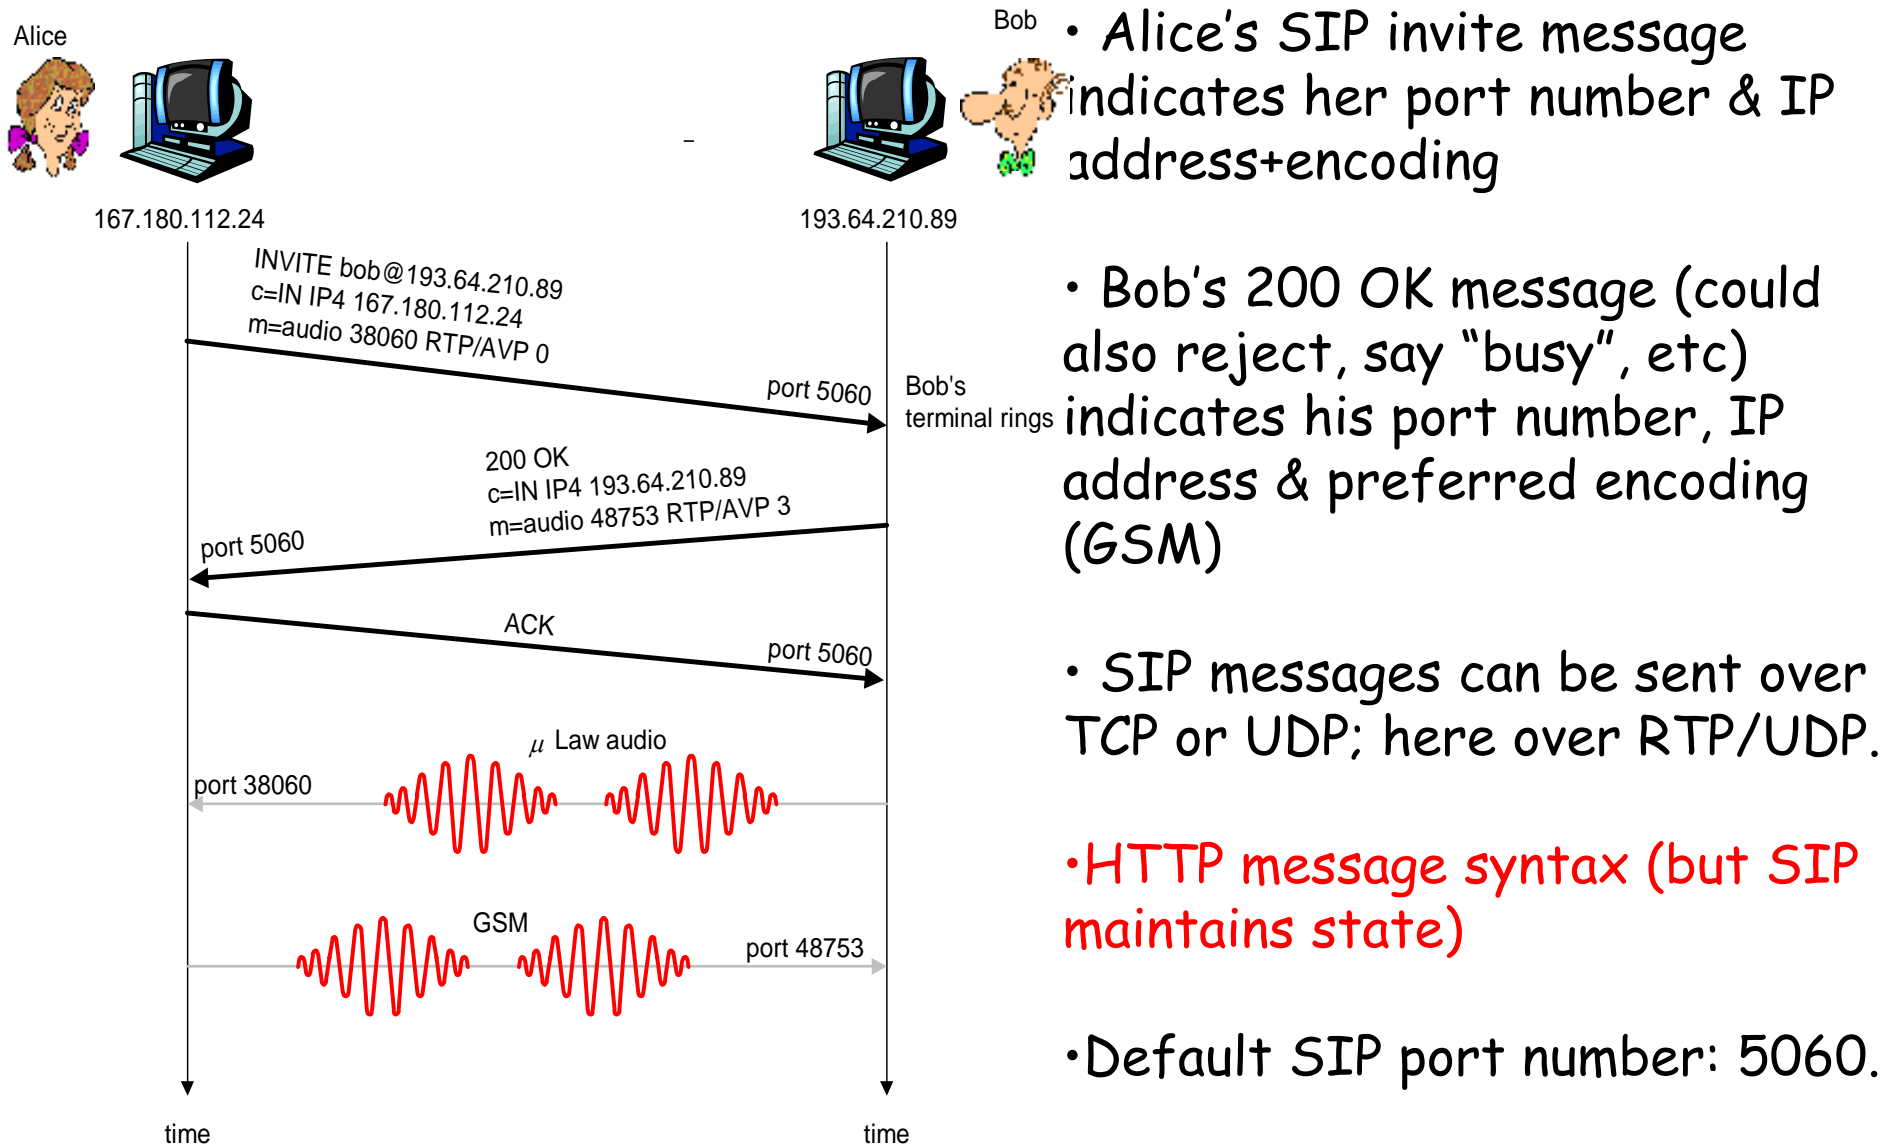 Alice
Bob
167.180.112.24
193.64.210.89
INVITE bob@193.64.210.89
c=IN IP4 167.180.112.24
m=audio 38060 RTP/AVP 0
port 5060
Bob's
terminal rings
200 OK
c=IN IP4 193.64.210.89
m=audio 48753 RTP/AVP 3
port 5060
ACK
port 5060
μ Law audio
port 38060
GSM
port 48753
time
time
• Alice’s SIP invite message
indicates her port number & IP
address+encoding
• Bob’s 200 OK message (could
also reject, say “busy”, etc)
indicates his port number, IP
address & preferred encoding
(GSM)
• SIP messages can be sent over
TCP or UDP; here over RTP/UDP.
•HTTP message syntax (but SIP
maintains state)
•Default SIP port number: 5060.